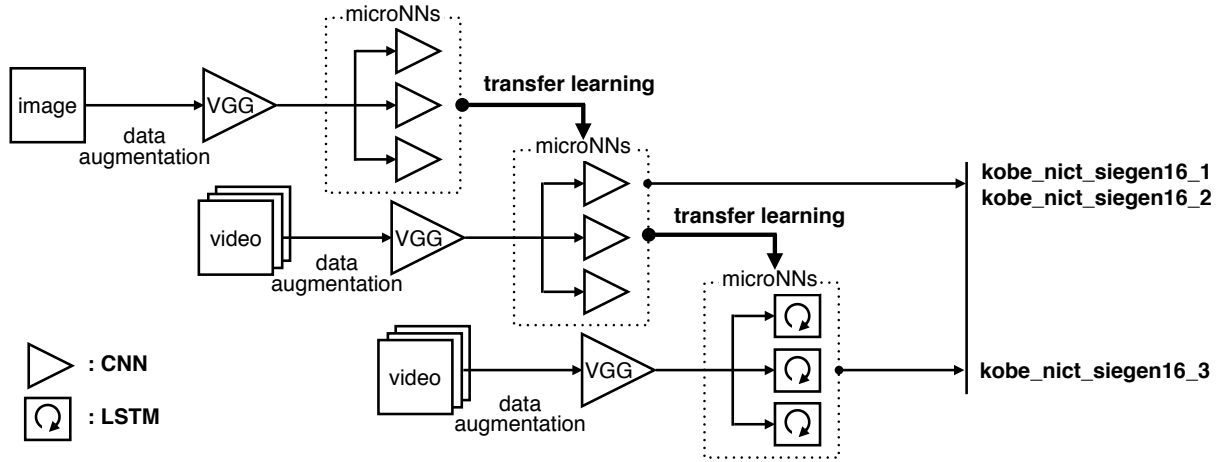 microNNs
image
VGG
data
augmentation
transfer learning
microNNs
kobe_nict_siegen16_1
kobe_nict_siegen16_2
video
VGG
data
augmentation
transfer learning
microNNs
video
VGG
data
augmentation
kobe_nict_siegen16_3
: CNN
: LSTM